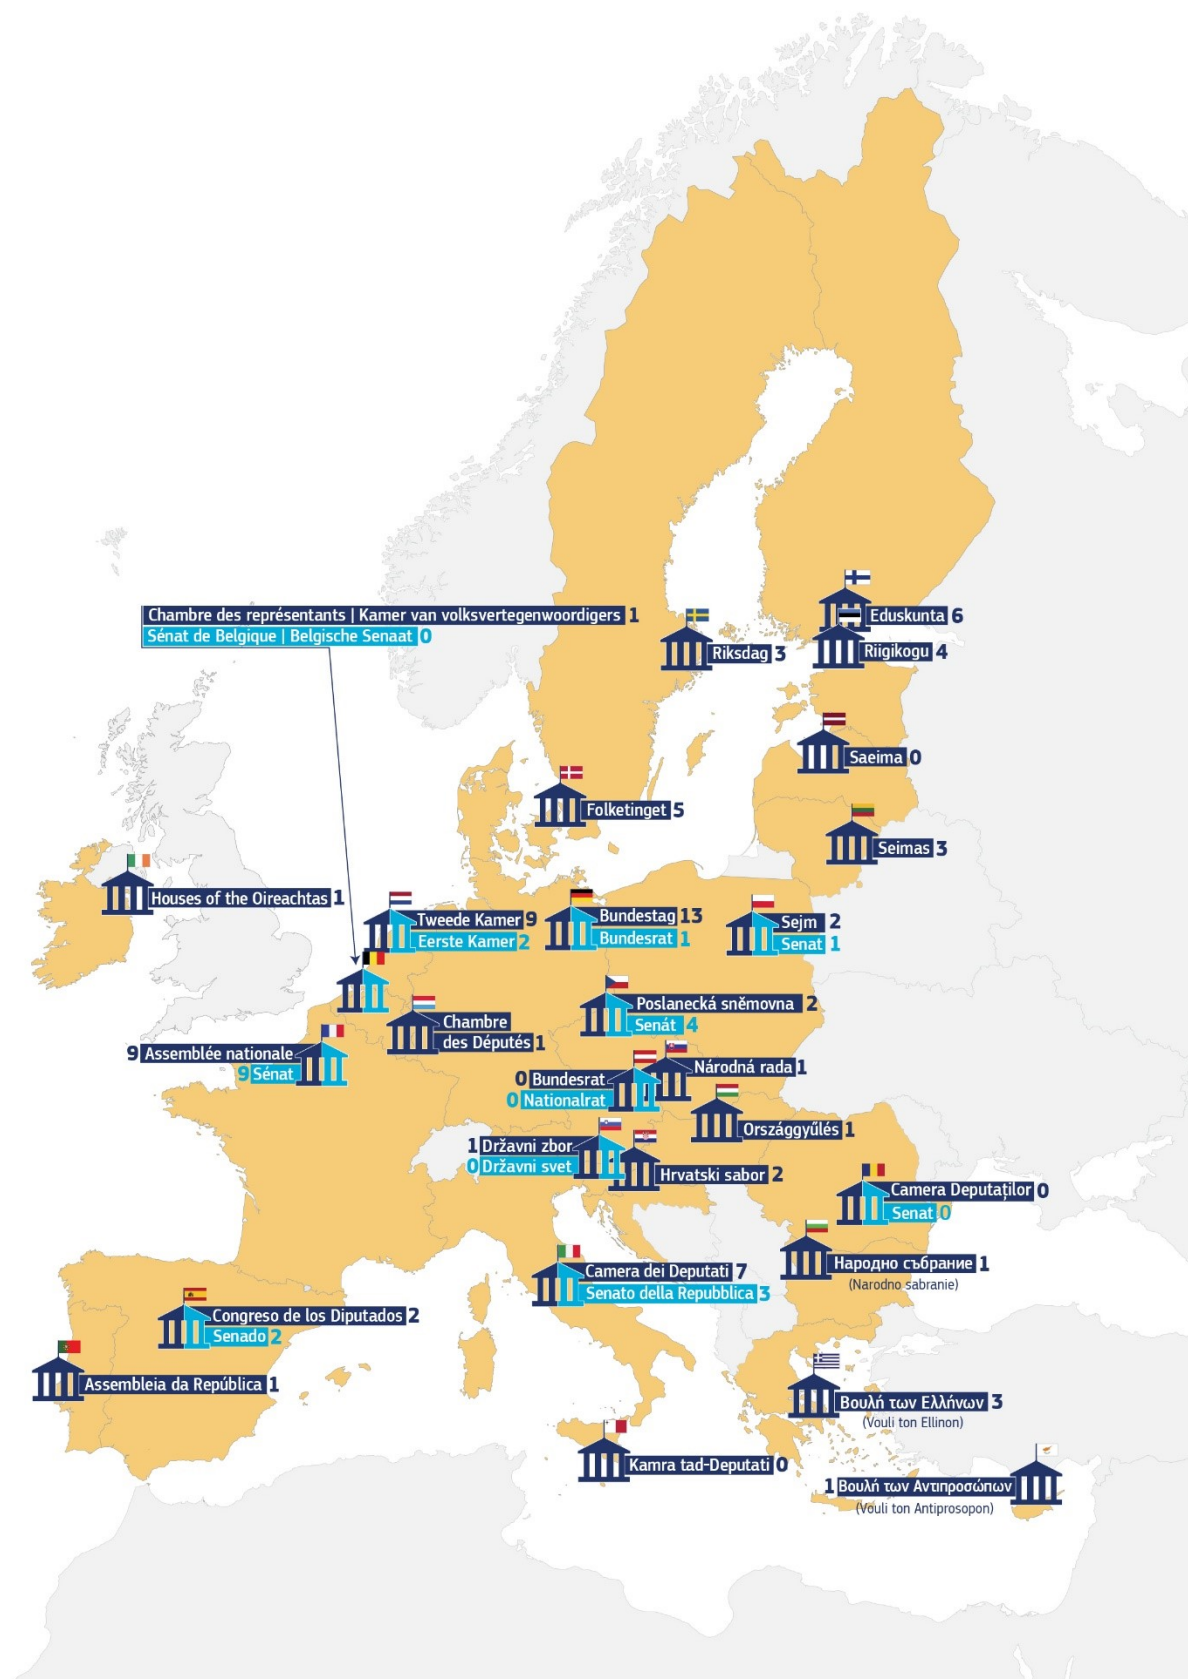 Eduskunta 6
Chambre des représentants | Kamer van volksvertegenwoordigers 1
Sénat de Belgique | Belgische Senaat 0
Riksdag 3
Riigikogu 4
Saeima 0
Folketinget 5
Seimas 3
Houses of the Oireachtas 1
Tweede Kamer 9
Eerste Kamer 2
Bundestag 13
Bundesrat 1
Sejm 2
Senat 1
Poslanecká sněmovna 2
Senát 4
Chambre
des Députés 1
9 Assemblée nationale
9 Sénat
Národná rada 1
0 Bundesrat
0 Nationalrat
Országgyűlés 1
1 Državni zbor
0 Državni svet
Hrvatski sabor 2
Camera Deputaților 0
Senat 0
Народно събрание 1
(Narodno sabranie)
Camera dei Deputati 7
Senato della Repubblica 3
Congreso de los Diputados 2
Senado 2
Assembleia da República 1
Βουλή των Ελλήνων 3
(Vouli ton Ellinon)
Kamra tad-Deputati 0
1 Βουλή των Αντιπροσώπων
(Vouli ton Antiprosopon)